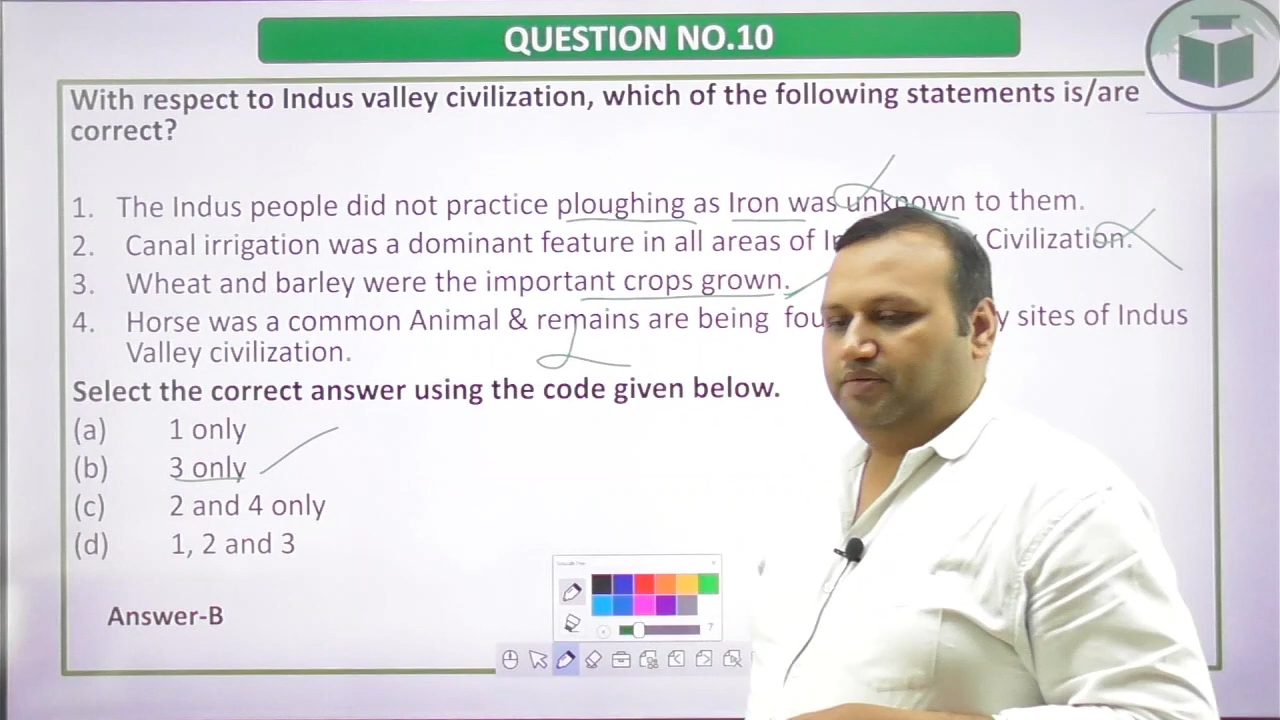 QUESTION NO.10
With respect to Indus valley civilization, which of the following statements is/are
correct?
1. The Indus people did not practice ploughing as Iron was unknown to them.
2. Canal irrigation was a dominant feature in all areas of Civilization.
3. Wheat and barley were the important crops grown.
4. Horse was a common Animal & remains are being sites of Indus
Valley civilization.
Select the correct answer using the code given below.
(a) 1 only
(b) 3 only
(c) 2 and 4 only
(d) 1, 2 and 3
Answer-B
7